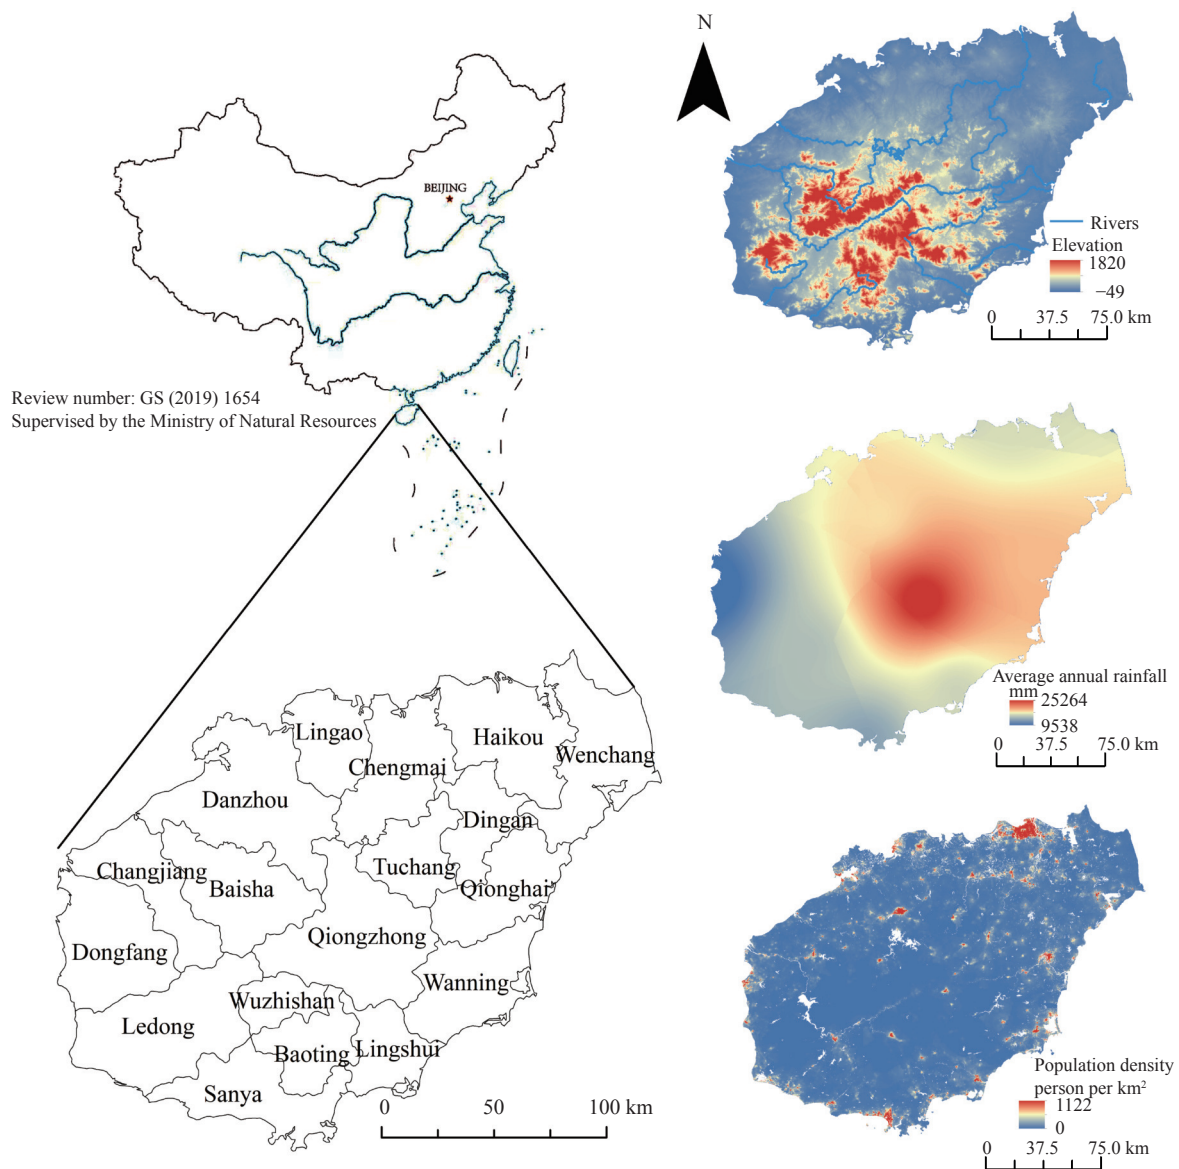 N
BEIJING
Review number: GS (2019) 1654
Supervised by the Ministry of Natural Resources
Rivers
Elevation
1820
−49
0 37.5 75.0 km
Average annual rainfall
mm
25264
9538
0 37.5 75.0 km
Lingao
Haikou
Chengmai
Wenchang
Danzhou
Dingan
Changjiang
Tuchang
Baisha
Qionghai
Qiongzhong
Dongfang
Wanning
Wuzhishan
Ledong
Baoting
Lingshui
Sanya
0 50 100 km
Population density
person per km²
1122
0
0 37.5 75.0 km